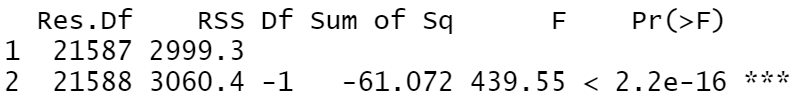 Res.Df RSS Df Sum of Sq F Pr(>F)
1 21587 2999.3
2 21588 3060.4 -1 -61.072 439.55 < 2.2e-16 ***